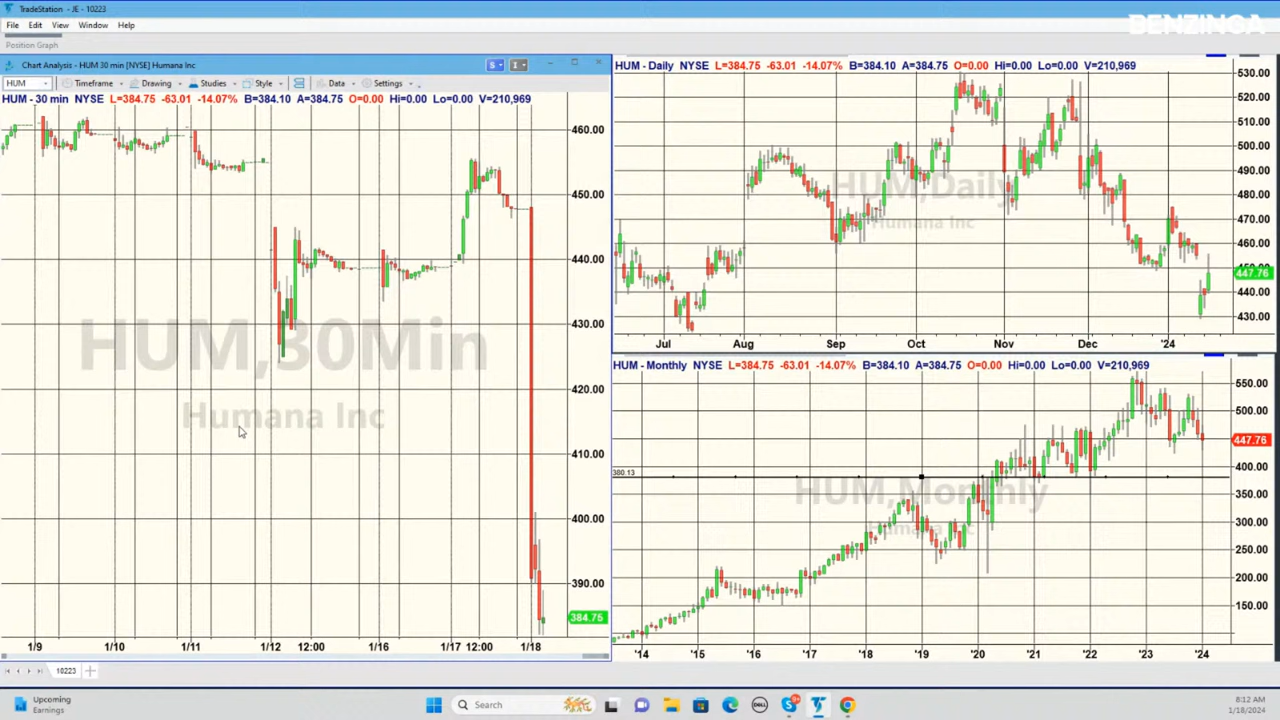 TradeStation - JE - 10223
BENZINGA
File Edit View Window Help
Position Graph
Chart Analysis - HUM 30 min [NYSE] Humana Inc
S
I
HUM Timeframe Drawing Studies Style Data Settings
HUM - 30 min NYSE L=384.75 -63.01 -14.07% B=384.10 A=384.75 O=0.00 Hi=0.00 Lo=0.00 V=210,969
460.00
450.00
440.00
430.00
420.00
410.00
400.00
390.00
384.75
HUM,30Min
Humana Inc
1/9 1/10 1/11 1/12 12:00 1/16 1/17 12:00 1/18
HUM - Daily NYSE L=384.75 -63.01 -14.07% B=384.10 A=384.75 O=0.00 Hi=0.00 Lo=0.00 V=210,969
530.00
520.00
510.00
500.00
490.00
480.00
470.00
460.00
447.76
440.00
430.00
HUM,Daily
Humana Inc
Jul Aug Sep Oct Nov Dec '24
HUM - Monthly NYSE L=384.75 -63.01 -14.07% B=384.10 A=384.75 O=0.00 Hi=0.00 Lo=0.00 V=210,969
550.00
500.00
447.76
400.00
350.00
300.00
250.00
200.00
150.00
380.13
HUM,Monthly
Humana Inc
'14 '15 '16 '17 '18 '19 '20 '21 '22 '23 '24
10223
Upcoming
Earnings
Search
DELL
8:12 AM
1/18/2024